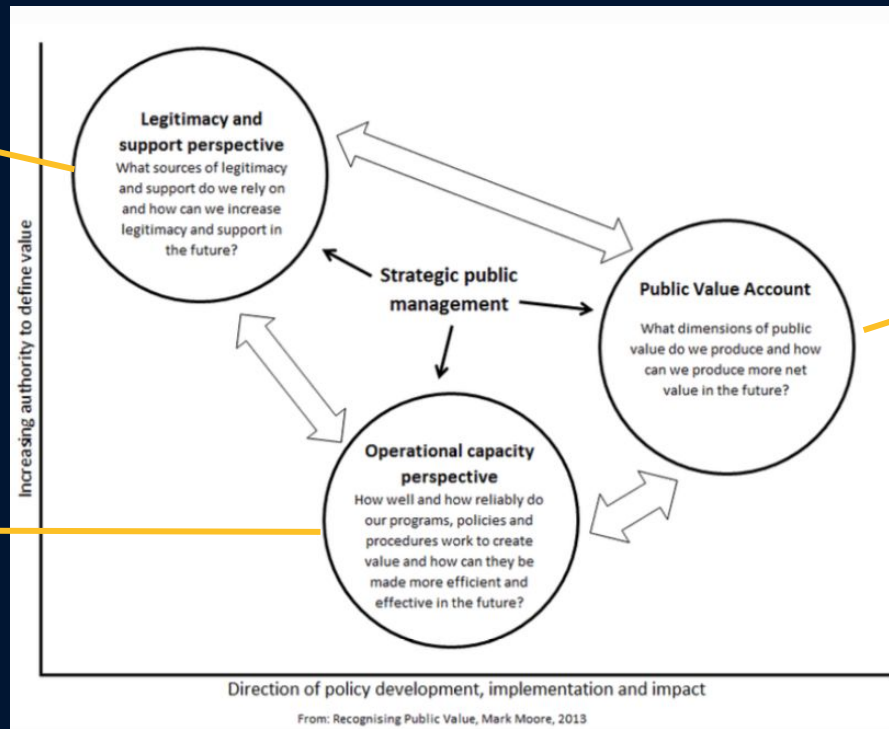 Legitimacy and
support perspective
What sources of legitimacy
and support do we rely on
and how can we increase
legitimacy and support in
the future?
Strategic public
management
Public Value Account
What dimensions of public
value do we produce and how
can we produce more net
value in the future?
Operational capacity
perspective
How well and how reliably do
our programs, policies and
procedures work to create
value and how can they be
made more efficient and
effective in the future?
Increasing authority to define value
Direction of policy development, implementation and impact
From: Recognising Public Value, Mark Moore, 2013